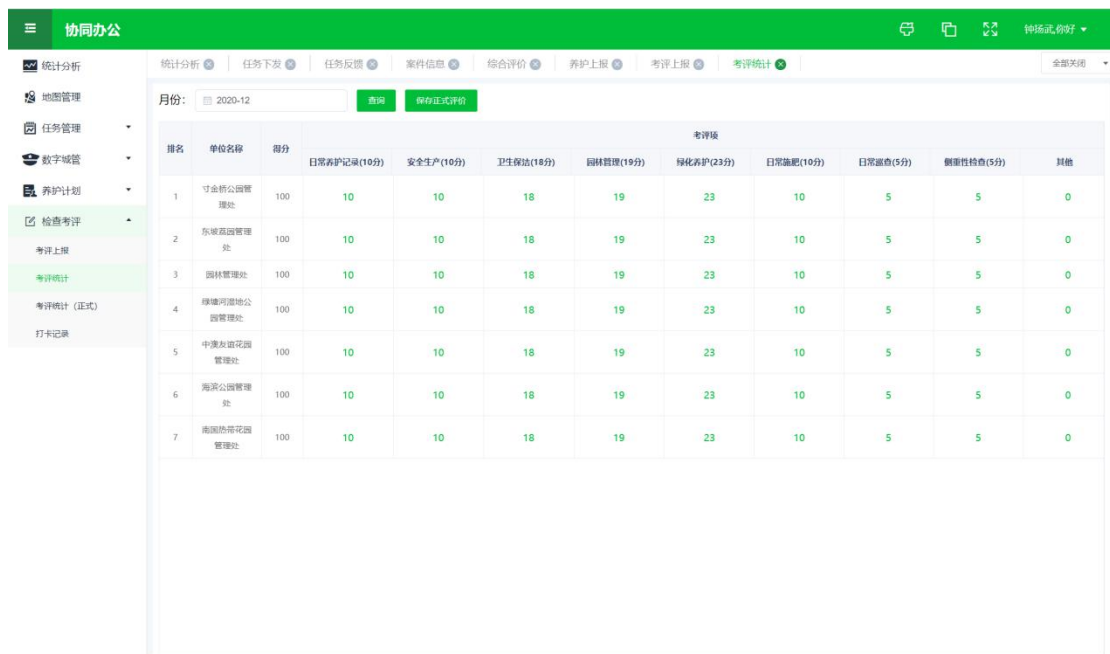 协同办公
钟扬武,你好
统计分析
地图管理
任务管理
数字城管
养护计划
检查考评
考评上报
考评统计
考评统计（正式）
打卡记录
统计分析 任务下发 任务反馈 案件信息 综合评价 养护上报 考评上报 考评统计 全部关闭
月份： 2020-12 查询 保存正式评价
排名 单位名称 得分 考评项
日常养护记录(10分) 安全生产(10分) 卫生保洁(18分) 园林管理(19分) 绿化养护(23分) 日常施肥(10分) 日常巡查(5分) 侧重性检查(5分) 其他
1 寸金桥公园管理处 100 10 10 18 19 23 10 5 5 0
2 东坡荔园管理处 100 10 10 18 19 23 10 5 5 0
3 园林管理处 100 10 10 18 19 23 10 5 5 0
4 绿塘河湿地公园管理处 100 10 10 18 19 23 10 5 5 0
5 中澳友谊花园管理处 100 10 10 18 19 23 10 5 5 0
6 海滨公园管理处 100 10 10 18 19 23 10 5 5 0
7 南国热带花园管理处 100 10 10 18 19 23 10 5 5 0